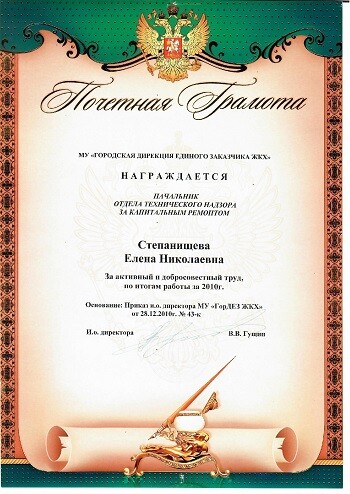 Почетная Грамота
МУ «ГОРОДСКАЯ ДИРЕКЦИЯ ЕДИНОГО ЗАКАЗЧИКА ЖКХ»
НАГРАЖДАЕТСЯ
НАЧАЛЬНИК
ОТДЕЛА ТЕХНИЧЕСКОГО НАДЗОРА
ЗА КАПИТАЛЬНЫМ РЕМОНТОМ
Степанищева
Елена Николаевна
За активный и добросовестный труд,
по итогам работы за 2010г.
Основание: Приказ и.о. директора МУ «ГорДЕЗ ЖКХ»
от 28.12.2010г. № 43-к
И.о. директора В.В. Гущин